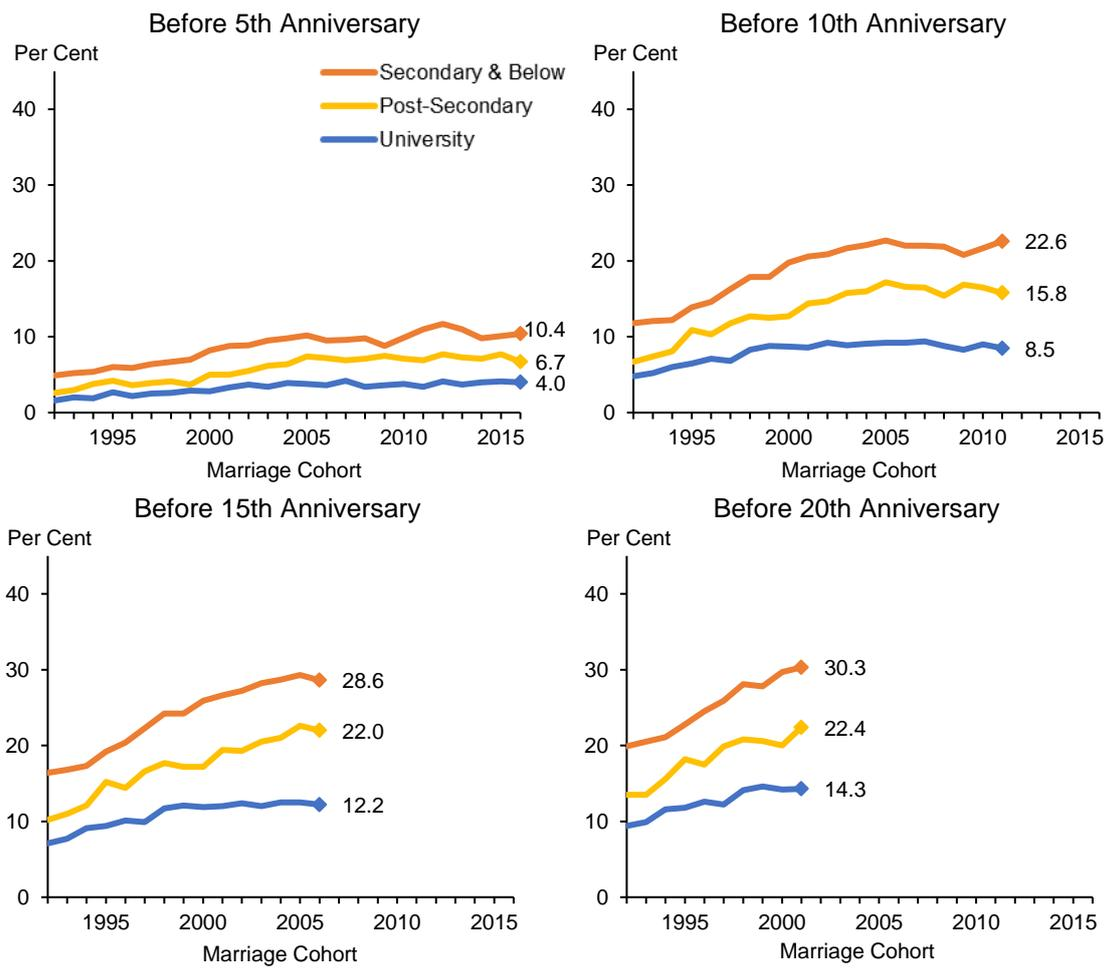 Before 5th Anniversary
Per Cent
Secondary & Below
Post-Secondary
University
40
30
20
10
0
10.4
6.7
4.0
1995 2000 2005 2010 2015
Marriage Cohort
Before 10th Anniversary
Per Cent
40
30
20
10
0
22.6
15.8
8.5
1995 2000 2005 2010 2015
Marriage Cohort
Before 15th Anniversary
Per Cent
40
30
20
10
0
28.6
22.0
12.2
1995 2000 2005 2010 2015
Marriage Cohort
Before 20th Anniversary
Per Cent
40
30
20
10
0
30.3
22.4
14.3
1995 2000 2005 2010 2015
Marriage Cohort